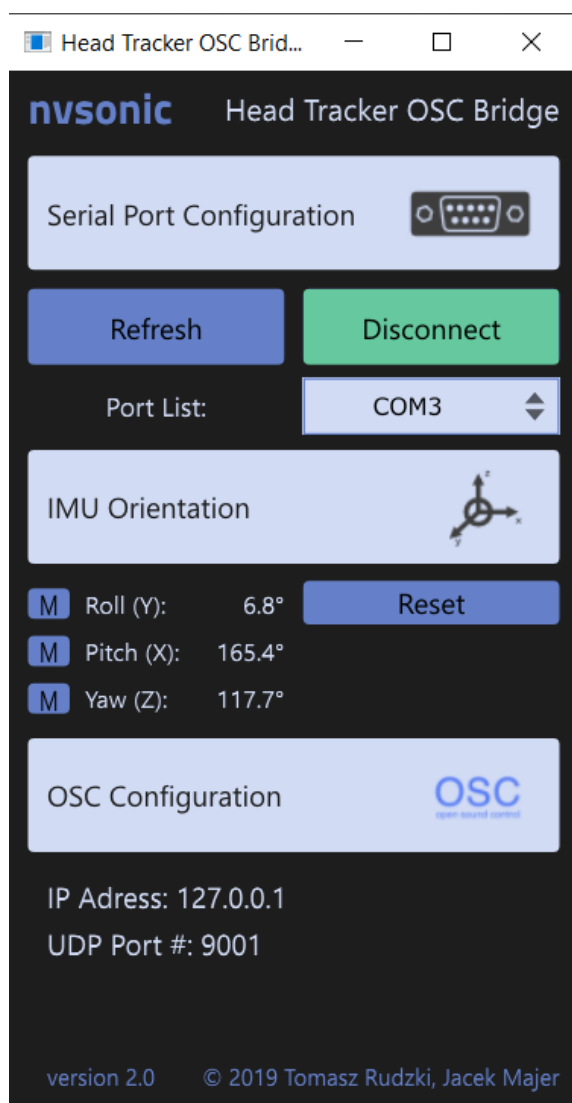 Head Tracker OSC Brid...
nvsonic Head Tracker OSC Bridge
Serial Port Configuration
Refresh Disconnect
Port List: COM3
IMU Orientation
z
x
y
M Roll (Y): 6.8° Reset
M Pitch (X): 165.4°
M Yaw (Z): 117.7°
OSC Configuration OSC
open sound control
IP Adress: 127.0.0.1
UDP Port #: 9001
version 2.0 © 2019 Tomasz Rudzki, Jacek Majer